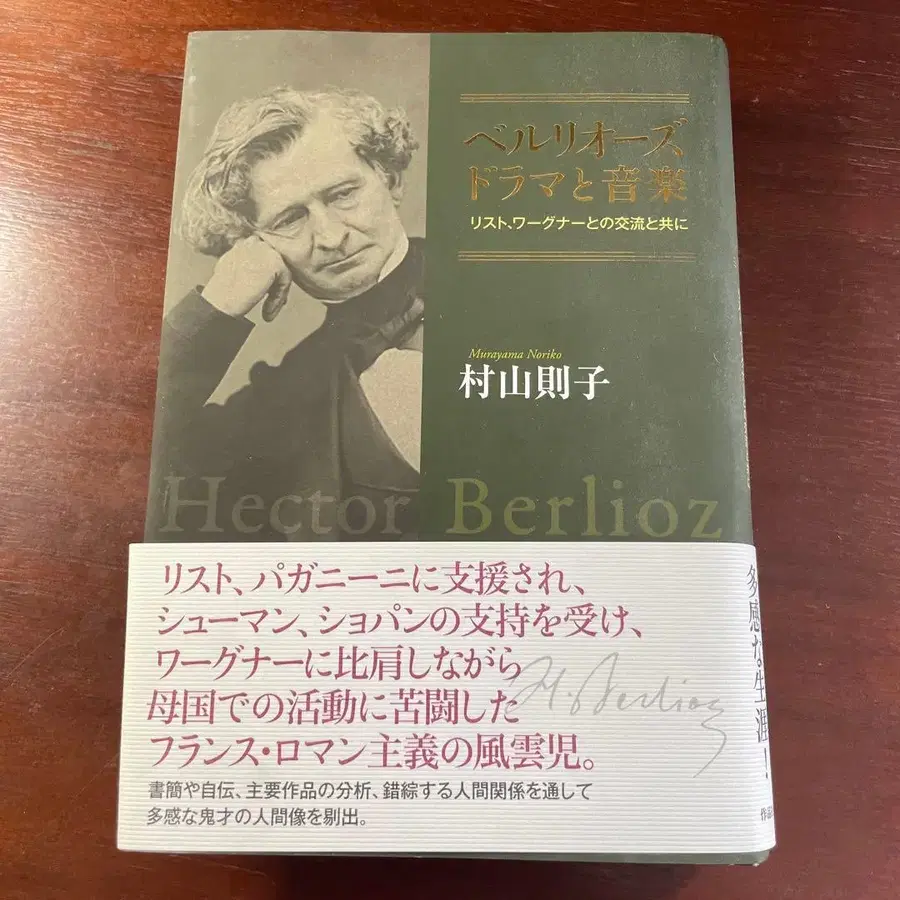 ベルリオーズ、
ドラマと音楽
リスト、ワーグナーとの交流と共に
Murayama Noriko
村山則子
Hector Berlioz
リスト、パガニーニに支援され、
シューマン、ショパンの支持を受け、
ワーグナーに比肩しながら
母国での活動に苦闘した
フランス・ロマン主義の風雲児。
H. Berlioz
書簡や自伝、主要作品の分析、錯綜する人間関係を通して
多感な鬼才の人間像を剔出。
多感な生涯！
作品